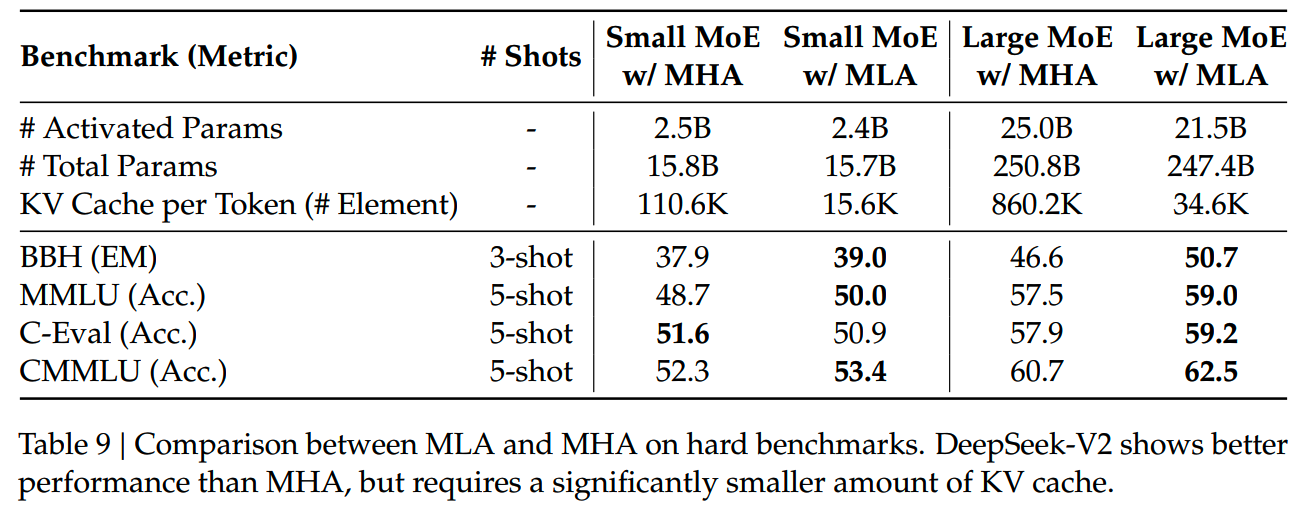 Benchmark (Metric) # Shots Small MoE Small MoE Large MoE Large MoE
w/ MHA w/ MLA w/ MHA w/ MLA
# Activated Params - 2.5B 2.4B 25.0B 21.5B
# Total Params - 15.8B 15.7B 250.8B 247.4B
KV Cache per Token (# Element) - 110.6K 15.6K 860.2K 34.6K
BBH (EM) 3-shot 37.9 39.0 46.6 50.7
MMLU (Acc.) 5-shot 48.7 50.0 57.5 59.0
C-Eval (Acc.) 5-shot 51.6 50.9 57.9 59.2
CMMLU (Acc.) 5-shot 52.3 53.4 60.7 62.5
Table 9 | Comparison between MLA and MHA on hard benchmarks. DeepSeek-V2 shows better
performance than MHA, but requires a significantly smaller amount of KV cache.